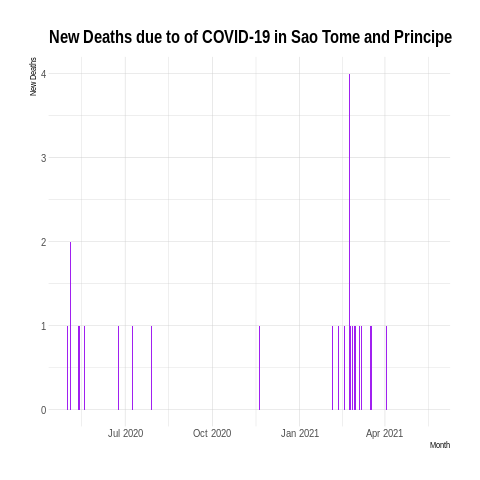 New Deaths due to of COVID-19 in Sao Tome and Principe
New Deaths
4
3
2
1
0
Jul 2020 Oct 2020 Jan 2021 Apr 2021
Month